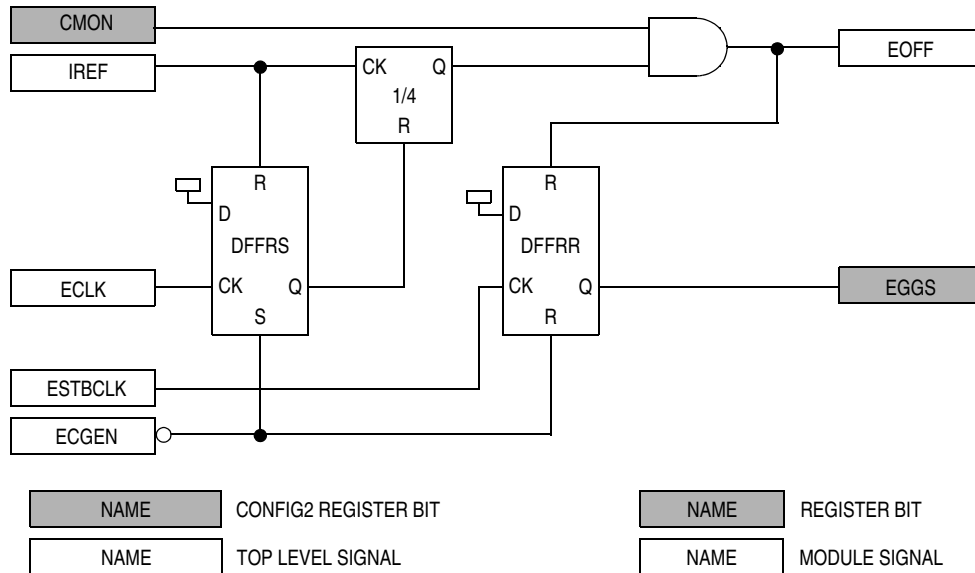 CMON
IREF
CK Q
1/4
R
EOFF
R
D
DFFRS
CK Q
S
R
D
DFFRR
CK Q
R
ECLK
EGGS
ESTBCLK
ECGEN
NAME CONFIG2 REGISTER BIT
NAME REGISTER BIT
NAME TOP LEVEL SIGNAL
NAME MODULE SIGNAL